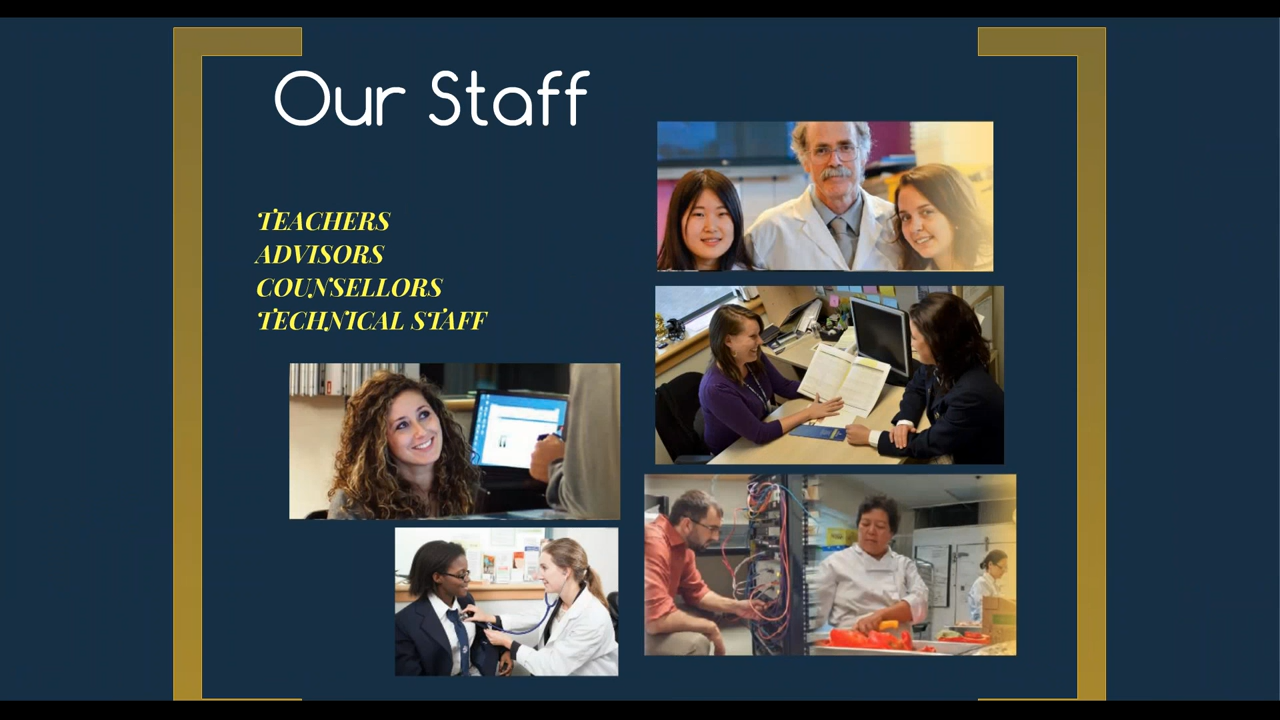 Our Staff
TEACHERS
ADVISORS
COUNSELLORS
TECHNICAL STAFF